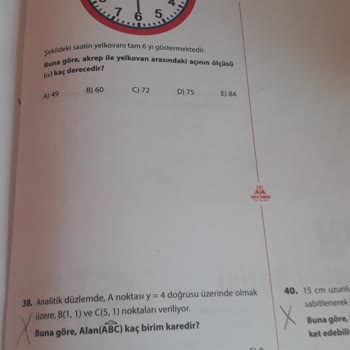 7 6 5 4
Şekildeki saatin yelkovanı tam 6 yı göstermektedir.
Buna göre, akrep ile yelkovan arasındaki açının ölçüsü
(α) kaç derecedir?
A) 49 B) 60 C) 72 D) 75 E) 84
38. Analitik düzlemde, A noktası y = 4 doğrusu üzerinde olmak
üzere, B(1, 1) ve C(5, 1) noktaları veriliyor.
Buna göre, Alan(ABC) kaç birim karedir?
40. 15 cm uzunlu
sabitlenerek
Buna göre,
ket edebili